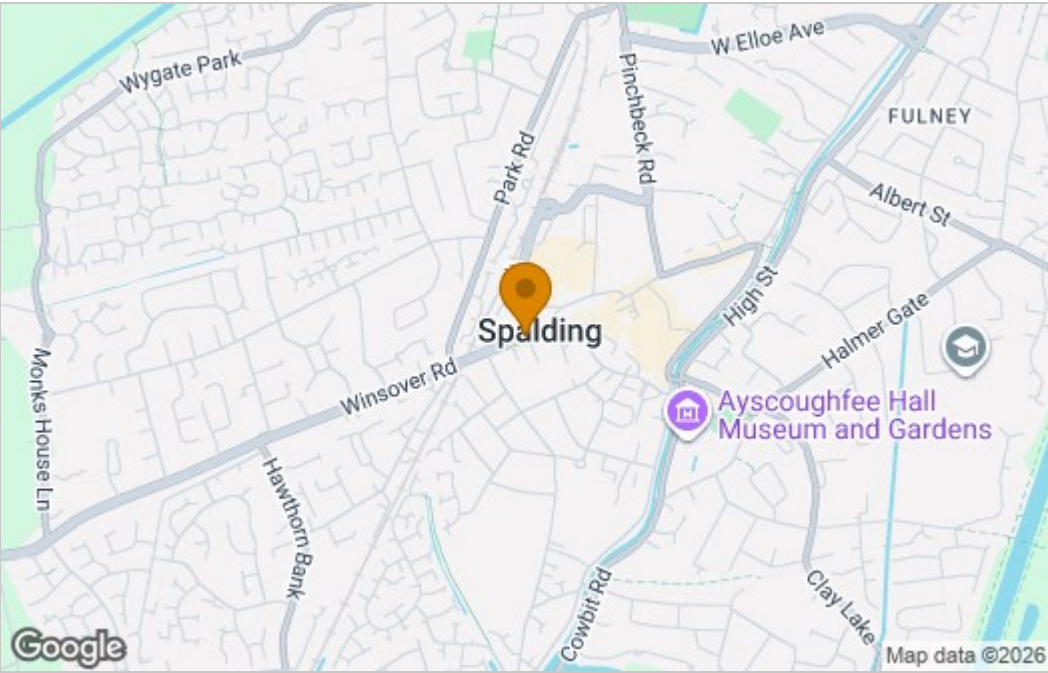 Wygate Park
W Elloe Ave
Pinchbeck Rd
FULNEY
Park Rd
Albert St
High St
Spalding
Halmer Gate
Winsover Rd
Monks House Ln
Ayscoughfee Hall
Museum and Gardens
Hawthorn Bank
Cowbit Rd
Clay Lake
Google
Map data ©2026